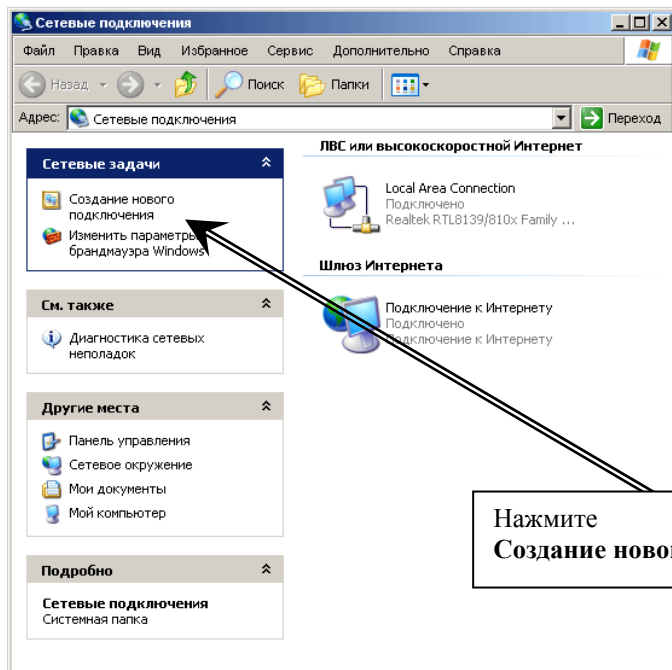 Сетевые подключения
Файл Правка Вид Избранное Сервис Дополнительно Справка
Назад Поиск Папки
Адрес: Сетевые подключения Переход
Сетевые задачи
Создание нового
подключения
Изменить параметры
брандмауэра Windows
См. также
Диагностика сетевых
неполадок
Другие места
Панель управления
Сетевое окружение
Мои документы
Мой компьютер
Подробно
Сетевые подключения
Системная папка
ЛВС или высокоскоростной Интернет
Local Area Connection
Подключено
Realtek RTL8139/810x Family ...
Шлюз Интернета
Подключение к Интернету
Подключено
Подключение к Интернету
Нажмите
Создание